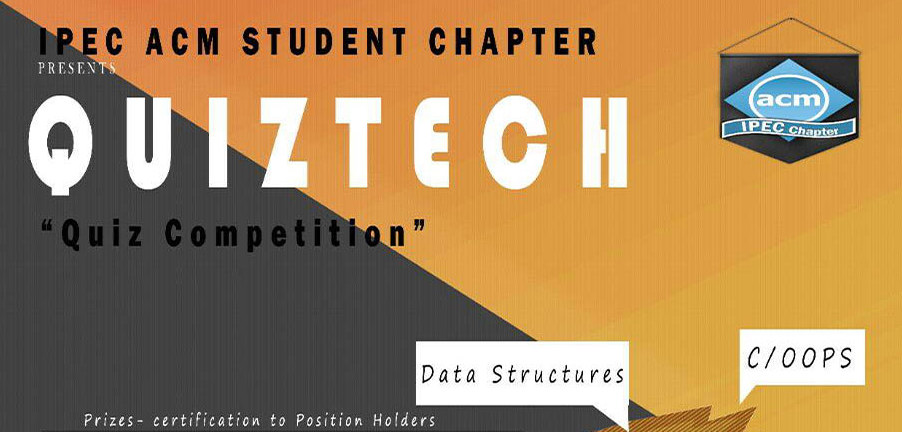 IPEC ACM STUDENT CHAPTER
PRESENTS
QUIZTECH
acm
IPEC Chapter
“Quiz Competition”
C/OOPS
Data Structures
Prizes- certification to Position Holders